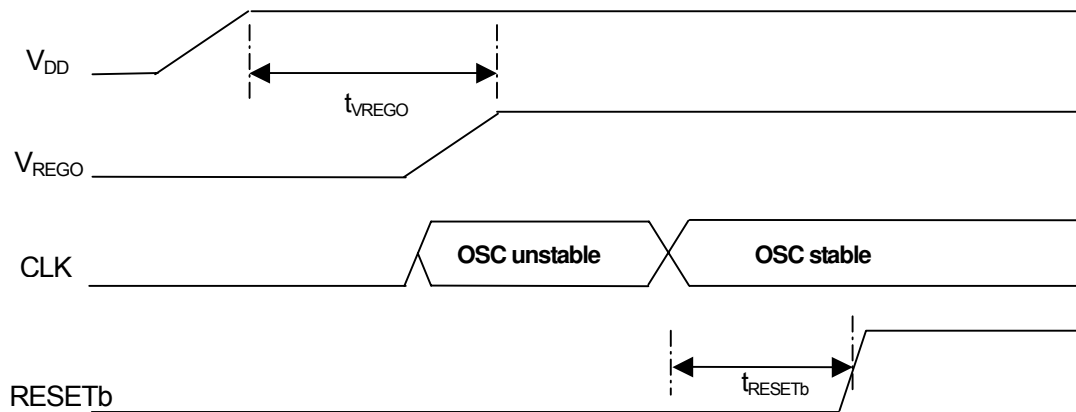 VDD
tVREGO
VREGO
CLK
OSC unstable
OSC stable
tRESETb
RESETb